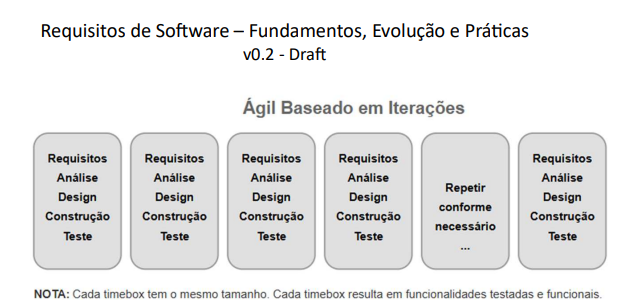 Requisitos de Software – Fundamentos, Evolução e Práticas
v0.2 - Draft
Ágil Baseado em Iterações
Requisitos
Análise
Design
Construção
Teste
Requisitos
Análise
Design
Construção
Teste
Requisitos
Análise
Design
Construção
Teste
Requisitos
Análise
Design
Construção
Teste
Repetir
conforme
necessário
...
Requisitos
Análise
Design
Construção
Teste
NOTA: Cada timebox tem o mesmo tamanho. Cada timebox resulta em funcionalidades testadas e funcionais.